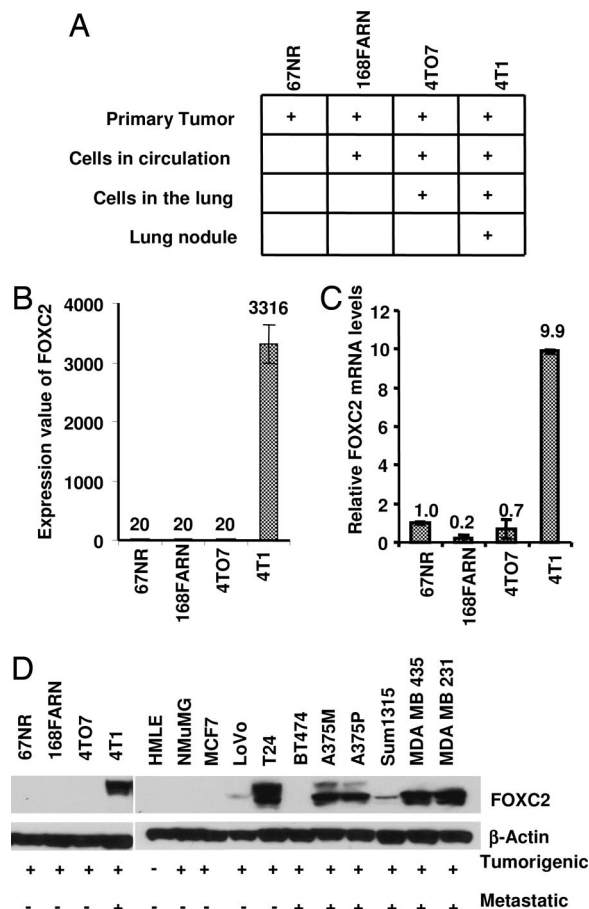 A
67NR 168FARN 4TO7 4T1
Primary Tumor + + + +
Cells in circulation + + +
Cells in the lung + +
Lung nodule +
B
Expression value of FOXC2
4000
3000
2000
1000
0
20 20 20 3316
67NR 168FARN 4TO7 4T1
C
Relative FOXC2 mRNA levels
12
10
8
6
4
2
0
1.0 0.2 0.7 9.9
67NR 168FARN 4TO7 4T1
D
67NR 168FARN 4TO7 4T1 HMLE NMuMG MCF7 LoVo T24 BT474 A375M A375P Sum1315 MDA MB 435 MDA MB 231
FOXC2
β-Actin
+ + + + - + + + + + + + + + + Tumorigenic
- - - + - - - - - + + + + + + Metastatic